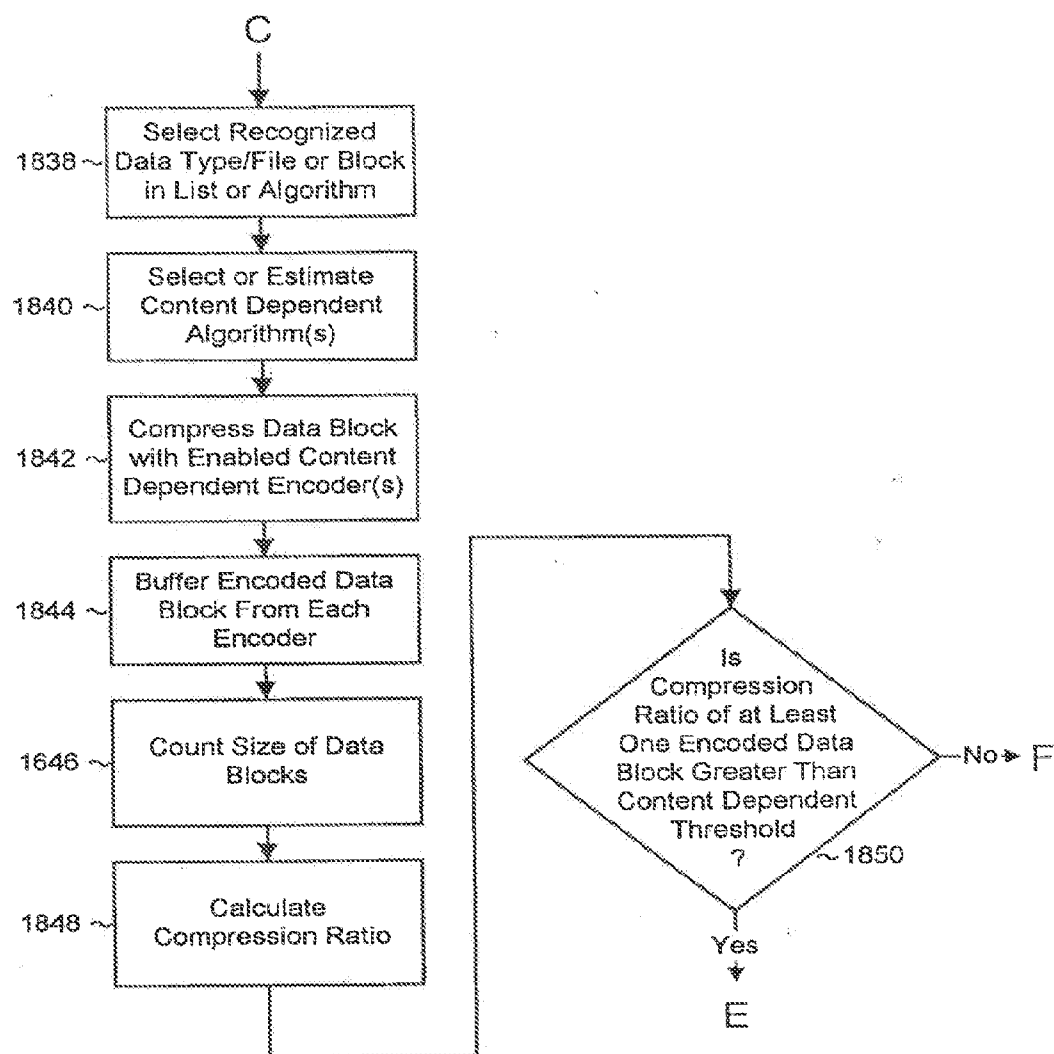 C
1838
Select Recognized
Data Type/File or Block
in List or Algorithm
1840
Select or Estimate
Content Dependent
Algorithm(s)
1842
Compress Data Block
with Enabled Content
Dependent Encoder(s)
1844
Buffer Encoded Data
Block From Each
Encoder
1646
Count Size of Data
Blocks
1848
Calculate
Compression Ratio
Is
Compression
Ratio of at Least
One Encoded Data
Block Greater Than
Content Dependent
Threshold
?
1850
No
F
Yes
E